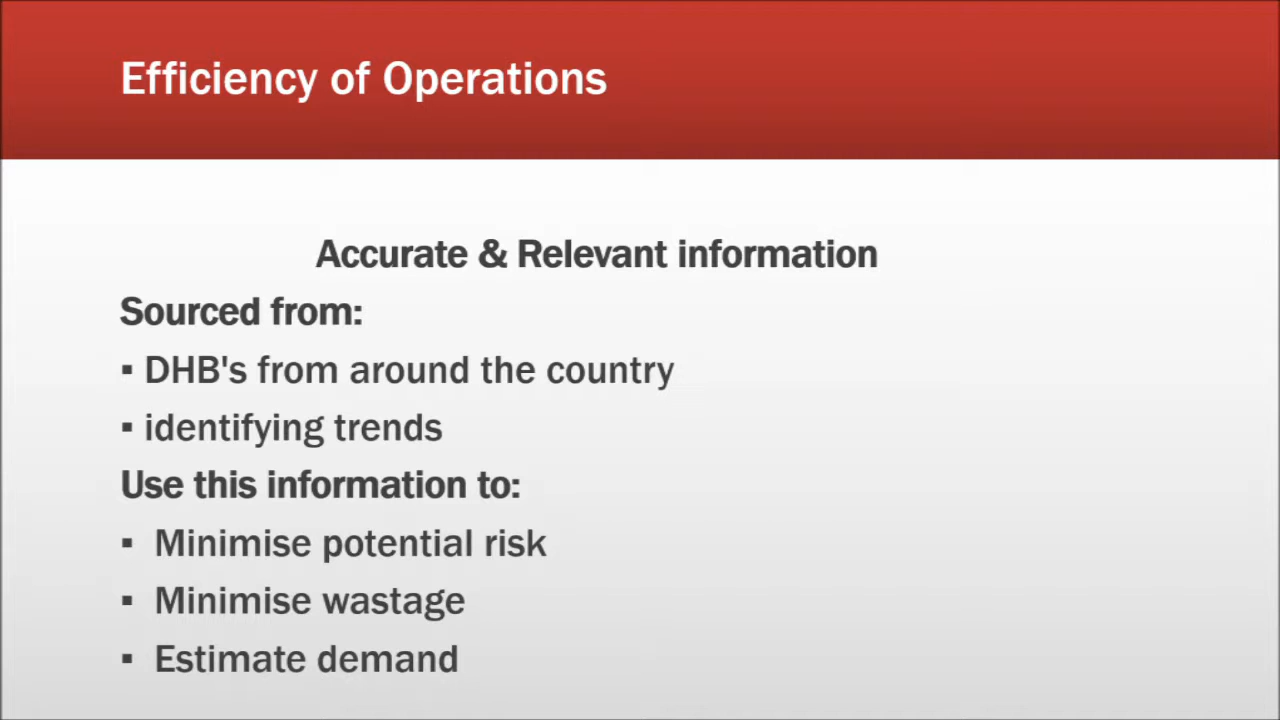 Efficiency of Operations
Accurate & Relevant information
Sourced from:
▪ DHB's from around the country
▪ identifying trends
Use this information to:
▪ Minimise potential risk
▪ Minimise wastage
▪ Estimate demand